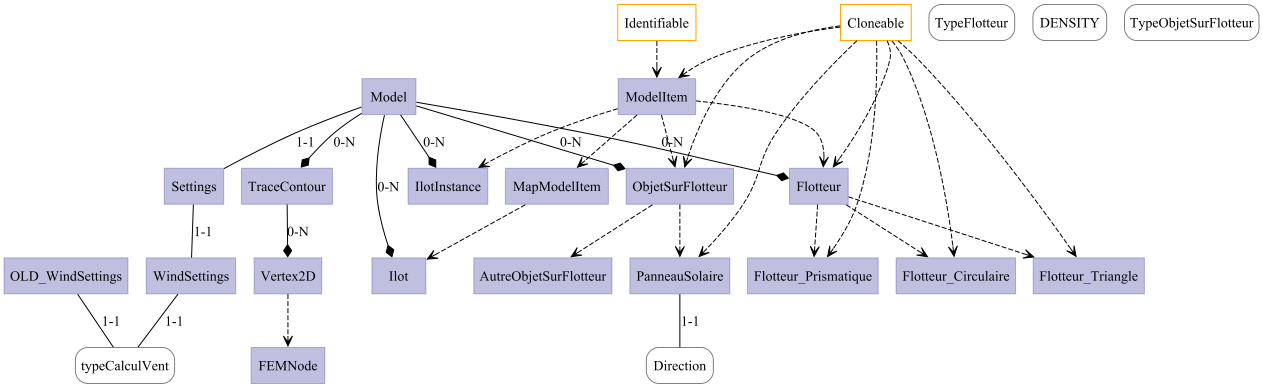 Identifiable
Cloneable
TypeFlotteur
DENSITY
TypeObjetSurFlotteur
Model
ModelItem
1-1
0-N
0-N
0-N
0-N
Settings
TraceContour
0-N
IlotInstance
MapModelItem
ObjetSurFlotteur
Flotteur
1-1
0-N
OLD_WindSettings
WindSettings
Vertex2D
Ilot
AutreObjetSurFlotteur
PanneauSolaire
Flotteur_Prismatique
Flotteur_Circulaire
Flotteur_Triangle
1-1
1-1
1-1
typeCalculVent
FEMNode
Direction